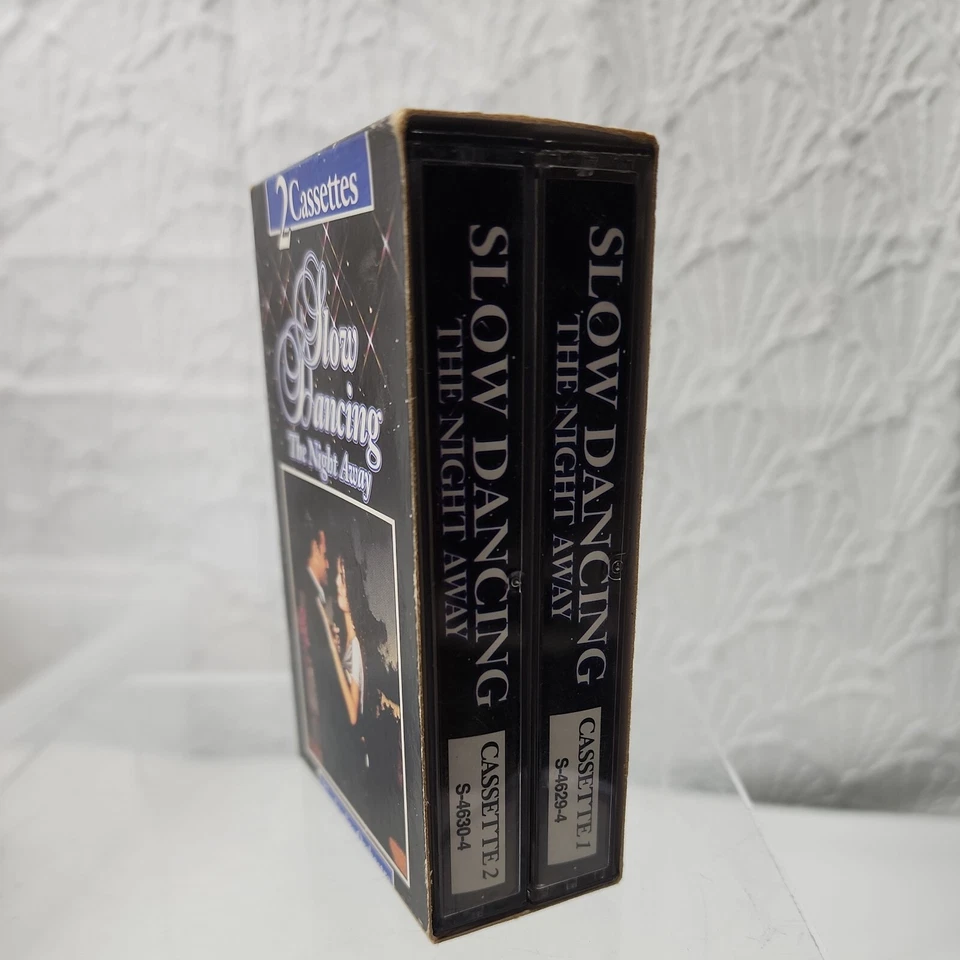 2 Cassettes
Slow
Dancing
The Night Away
SLOW DANCING
THE NIGHT AWAY
CASSETTE 2
S-4630-4
SLOW DANCING
THE NIGHT AWAY
CASSETTE 1
S-4629-4